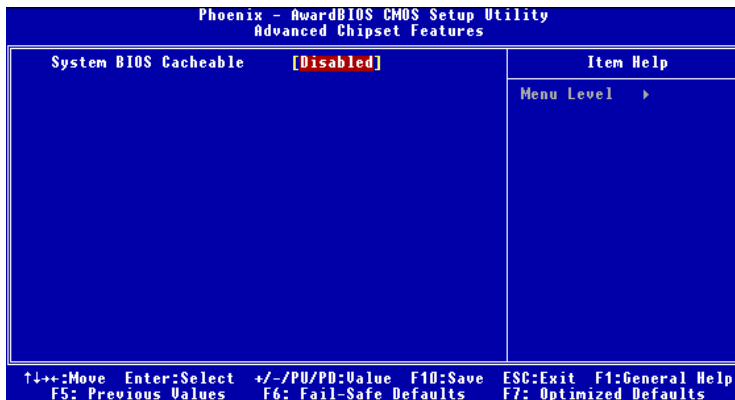 Phoenix - AwardBIOS CMOS Setup Utility
Advanced Chipset Features
System BIOS Cacheable [Disabled]
Item Help
Menu Level ▸
↑↓→←:Move Enter:Select +/-/PU/PD:Value F10:Save ESC:Exit F1:General Help
F5: Previous Values F6: Fail-Safe Defaults F7: Optimized Defaults